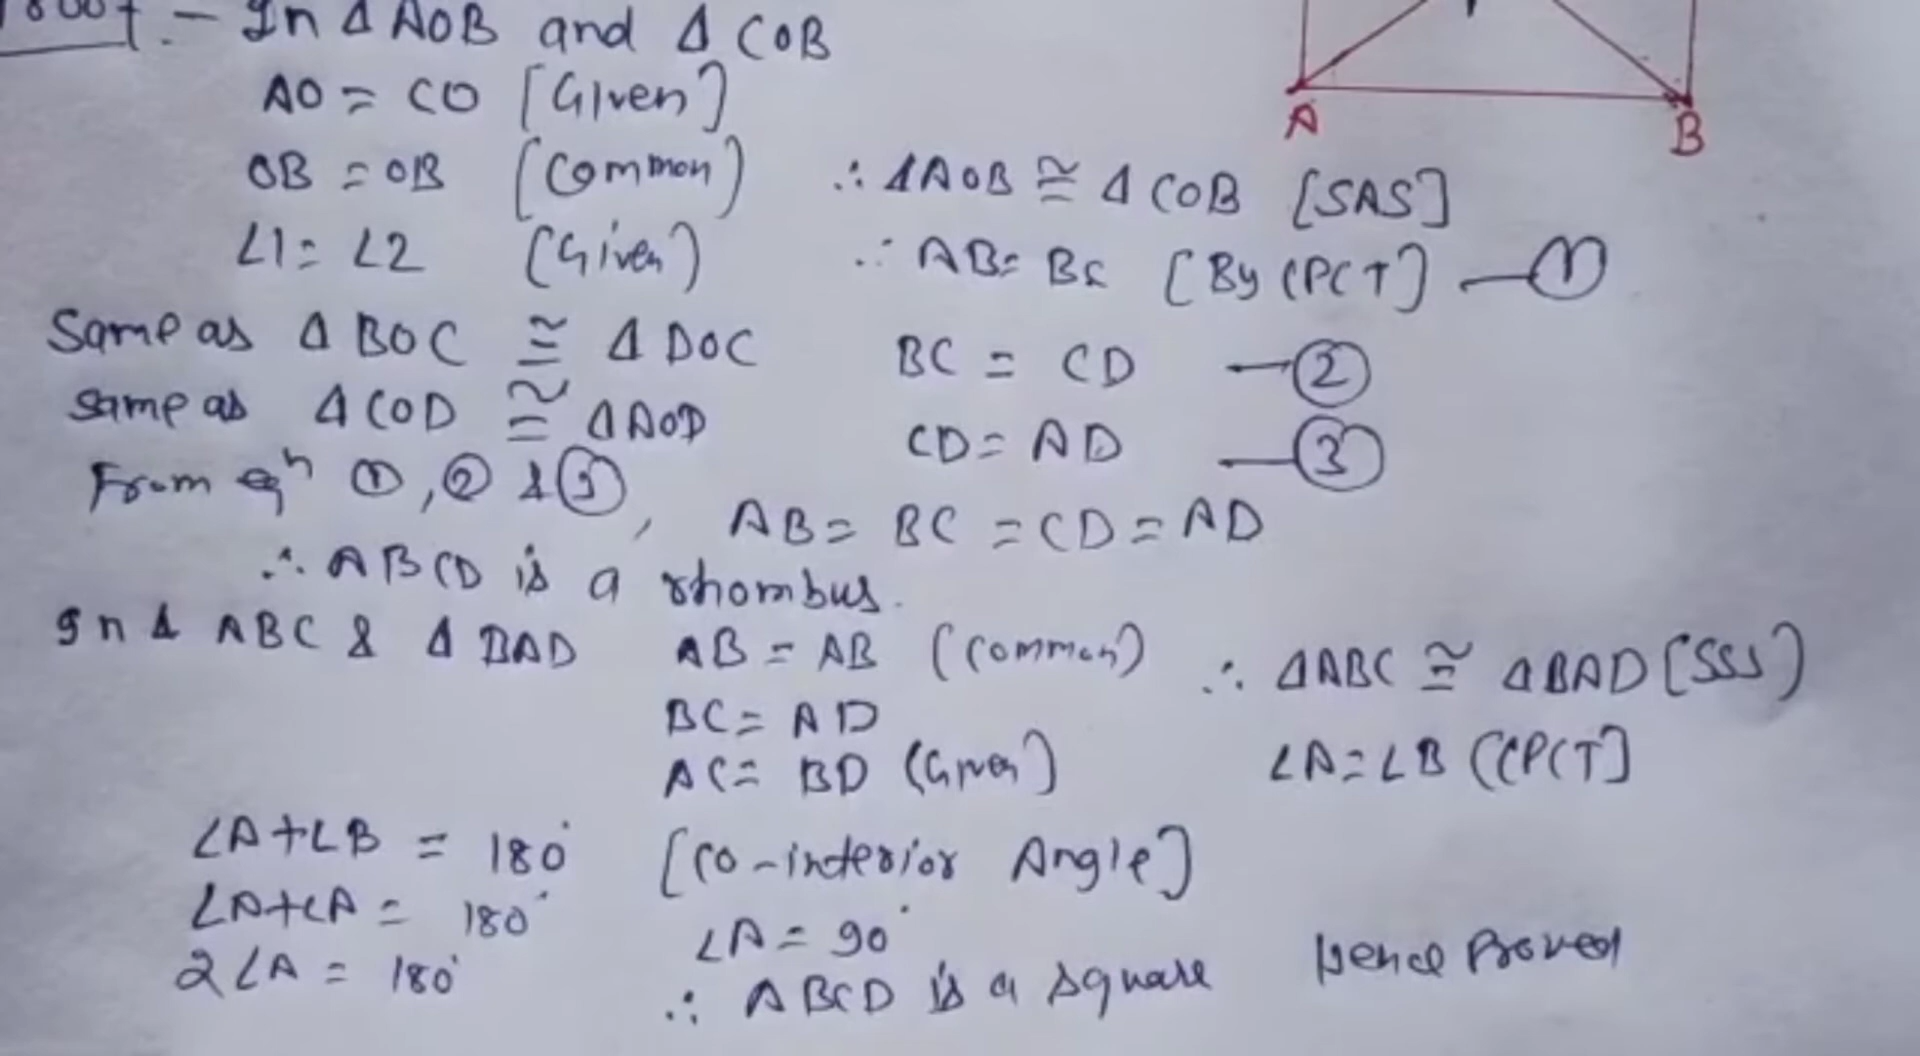 In Δ AOB and Δ COB
AO = CO [Given]
OB = OB [Common)
∴ ΔAOB ≅ Δ COB [SAS]
∠1 = ∠2 (Given)
∴ AB = BC [By CPCT] — ①
Same as Δ BOC ≅ Δ DOC
BC = CD — ②
Same as Δ COD ≅ Δ AOD
CD = AD — ③
From eqn ①, ② & ③,
AB = BC = CD = AD
∴ ABCD is a rhombus.
In Δ ABC & Δ BAD
AB = AB (Common)
∴ ΔABC ≅ ΔBAD [SSS)
BC = AD
AC = BD (Given)
∠A = ∠B (CPCT]
∠A+∠B = 180° [Co-interior Angle]
∠A+∠A = 180°
∠A = 90°
2∠A = 180°
∴ ABCD is a square
Hence Proved
A
B